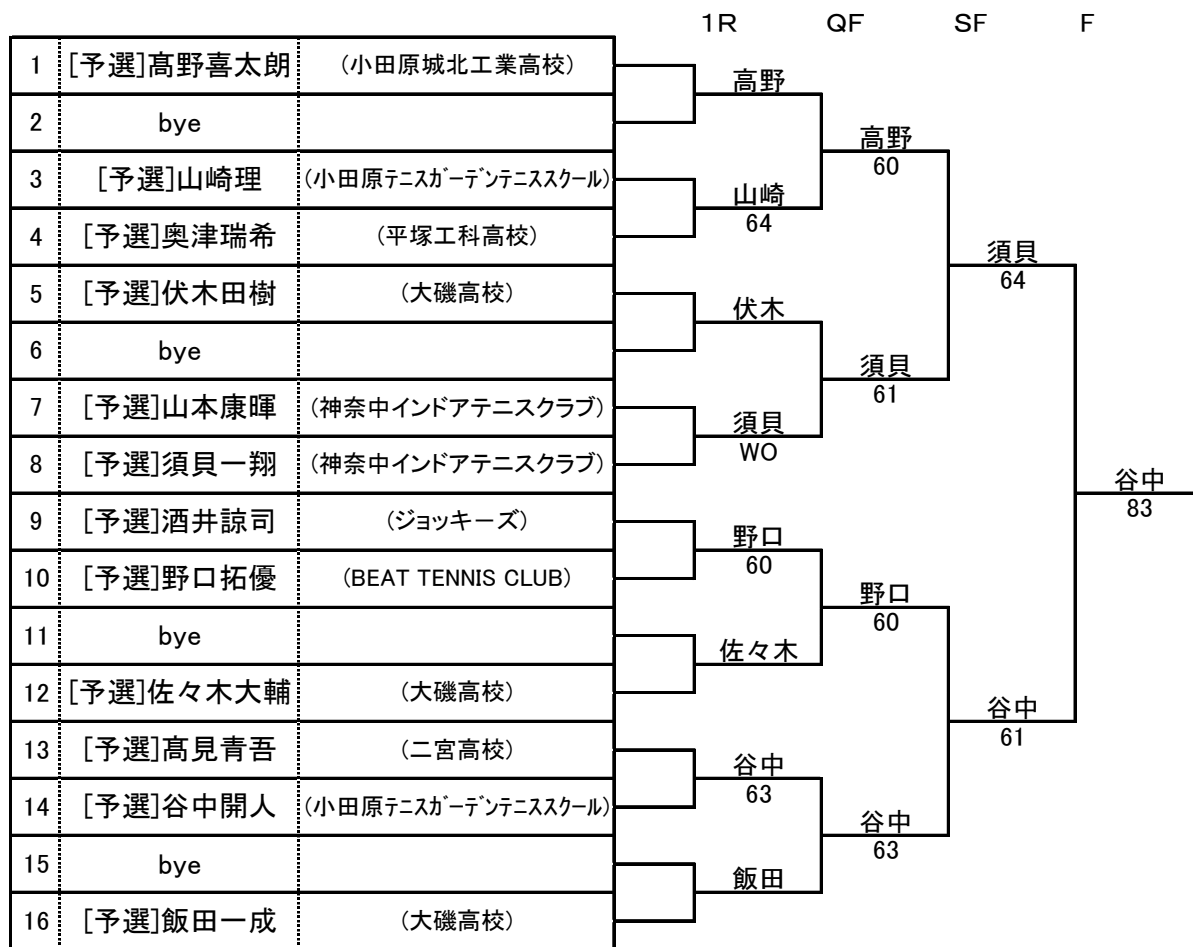 1R QF SF F
1 [予選]髙野喜太朗 (小田原城北工業高校)
高野
2 bye
高野
60
3 [予選]山崎理 (小田原テニスガーデンテニススクール)
山崎
64
4 [予選]奥津瑞希 (平塚工科高校)
須貝
64
5 [予選]伏木田樹 (大磯高校)
伏木
6 bye
須貝
61
7 [予選]山本康暉 (神奈中インドアテニスクラブ)
須貝
WO
8 [予選]須貝一翔 (神奈中インドアテニスクラブ)
谷中
83
9 [予選]酒井諒司 (ジョッキーズ)
野口
60
10 [予選]野口拓優 (BEAT TENNIS CLUB)
野口
60
11 bye
佐々木
12 [予選]佐々木大輔 (大磯高校)
谷中
61
13 [予選]髙見青吾 (二宮高校)
谷中
63
14 [予選]谷中開人 (小田原テニスガーデンテニススクール)
谷中
63
15 bye
飯田
16 [予選]飯田一成 (大磯高校)